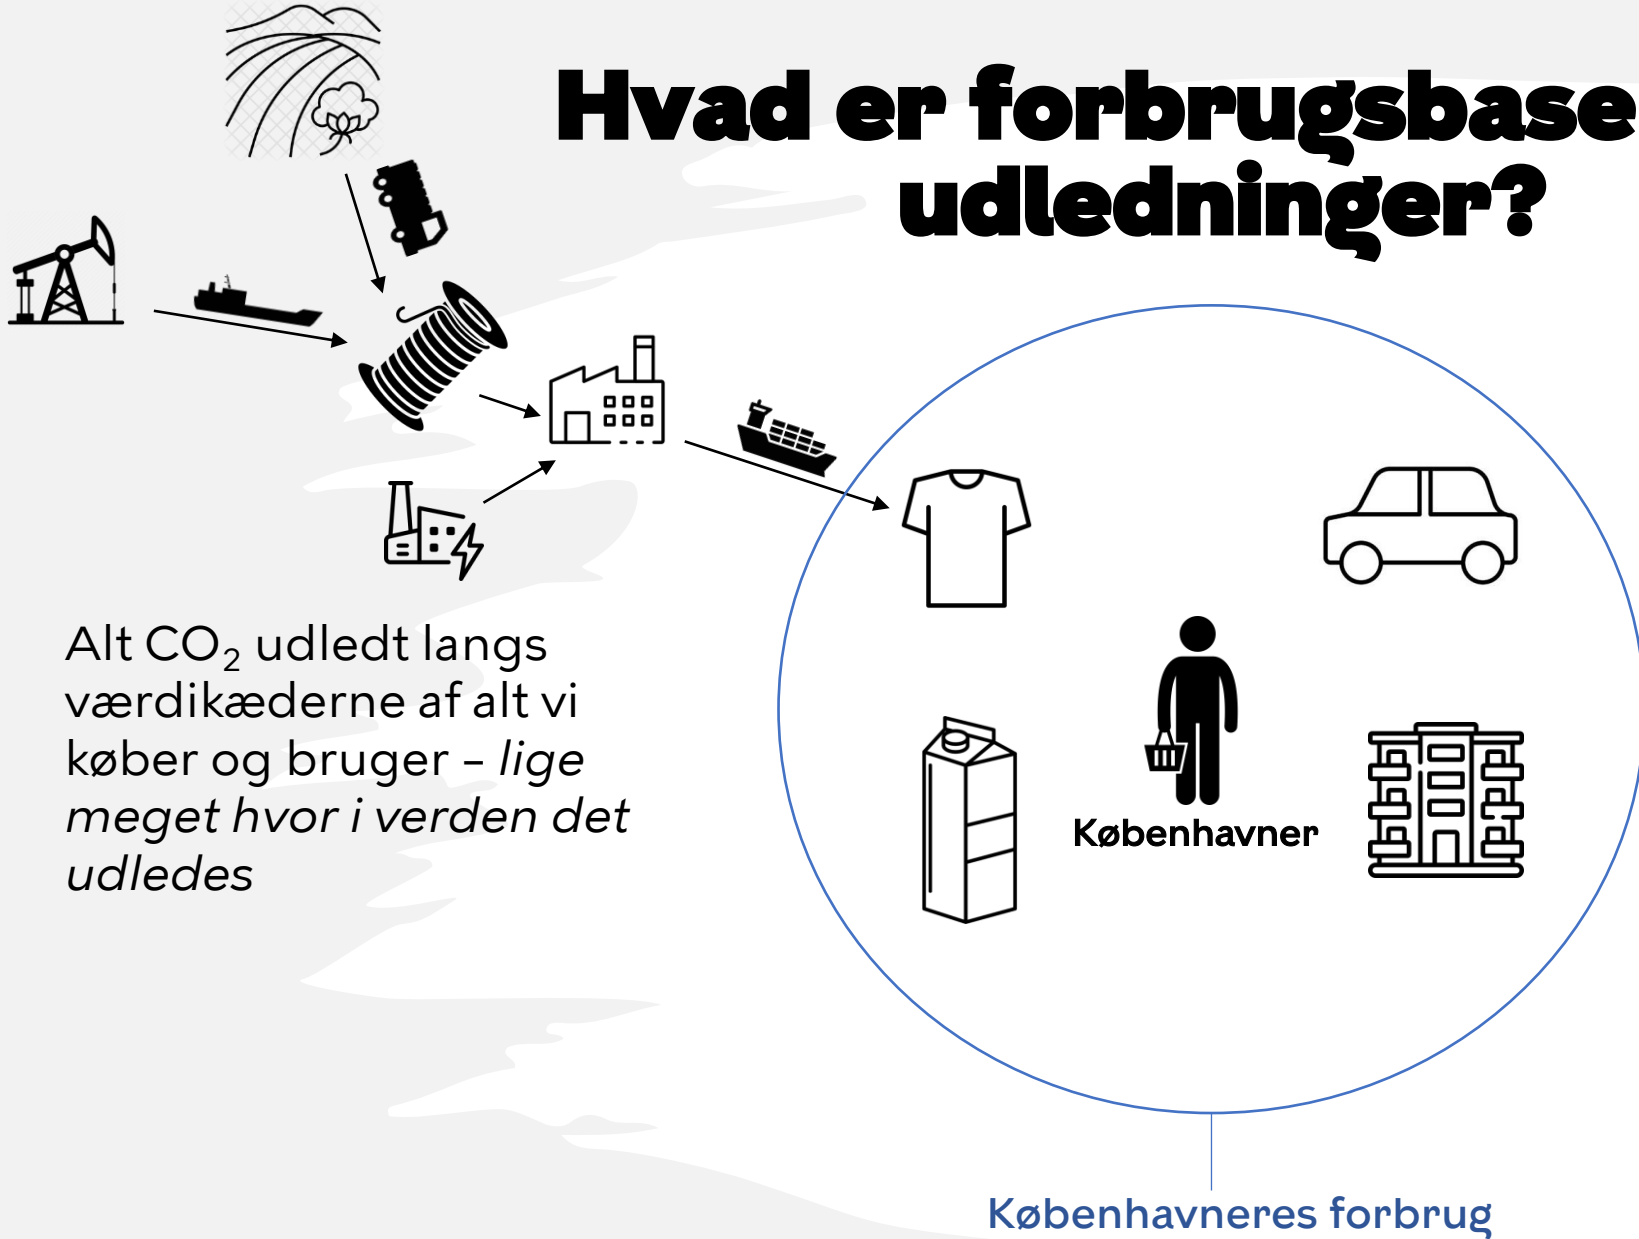 Hvad er forbrugsbase
udledninger?
Alt CO₂ udledt langs
værdikæderne af alt vi
køber og bruger – lige
meget hvor i verden det
udledes
Københavner
Københavneres forbrug